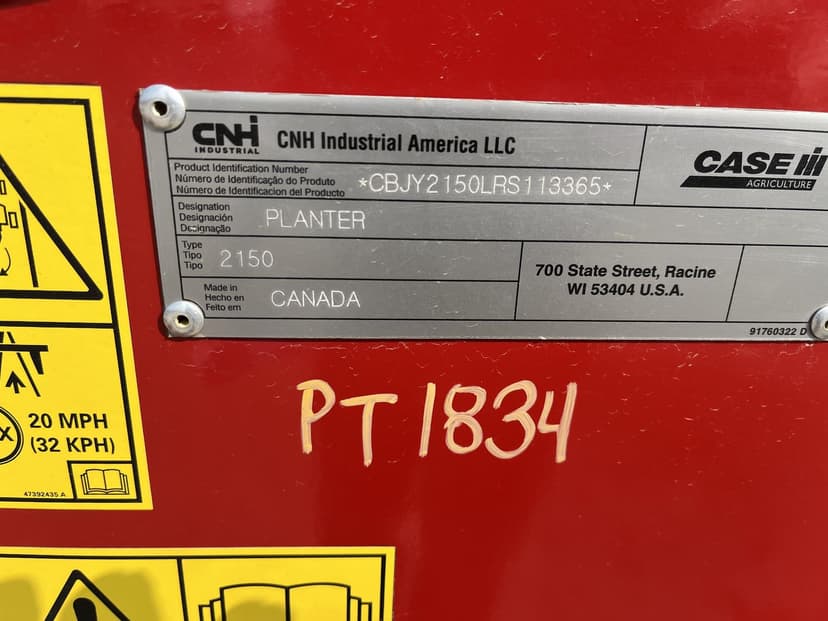 CNH
INDUSTRIAL
CNH Industrial America LLC
CASE IH
AGRICULTURE
Product Identification Number
Número de Identificação do Produto
Número de Identificacion del Producto
*CBJY2150LRS113365*
Designation
Designación
Designação
PLANTER
Type
Tipo
Tipo
2150
700 State Street, Racine
WI 53404 U.S.A.
Made in
Hecho en
Feito em
CANADA
91760322 D
PT 1834
20 MPH
(32 KPH)
47392435 A